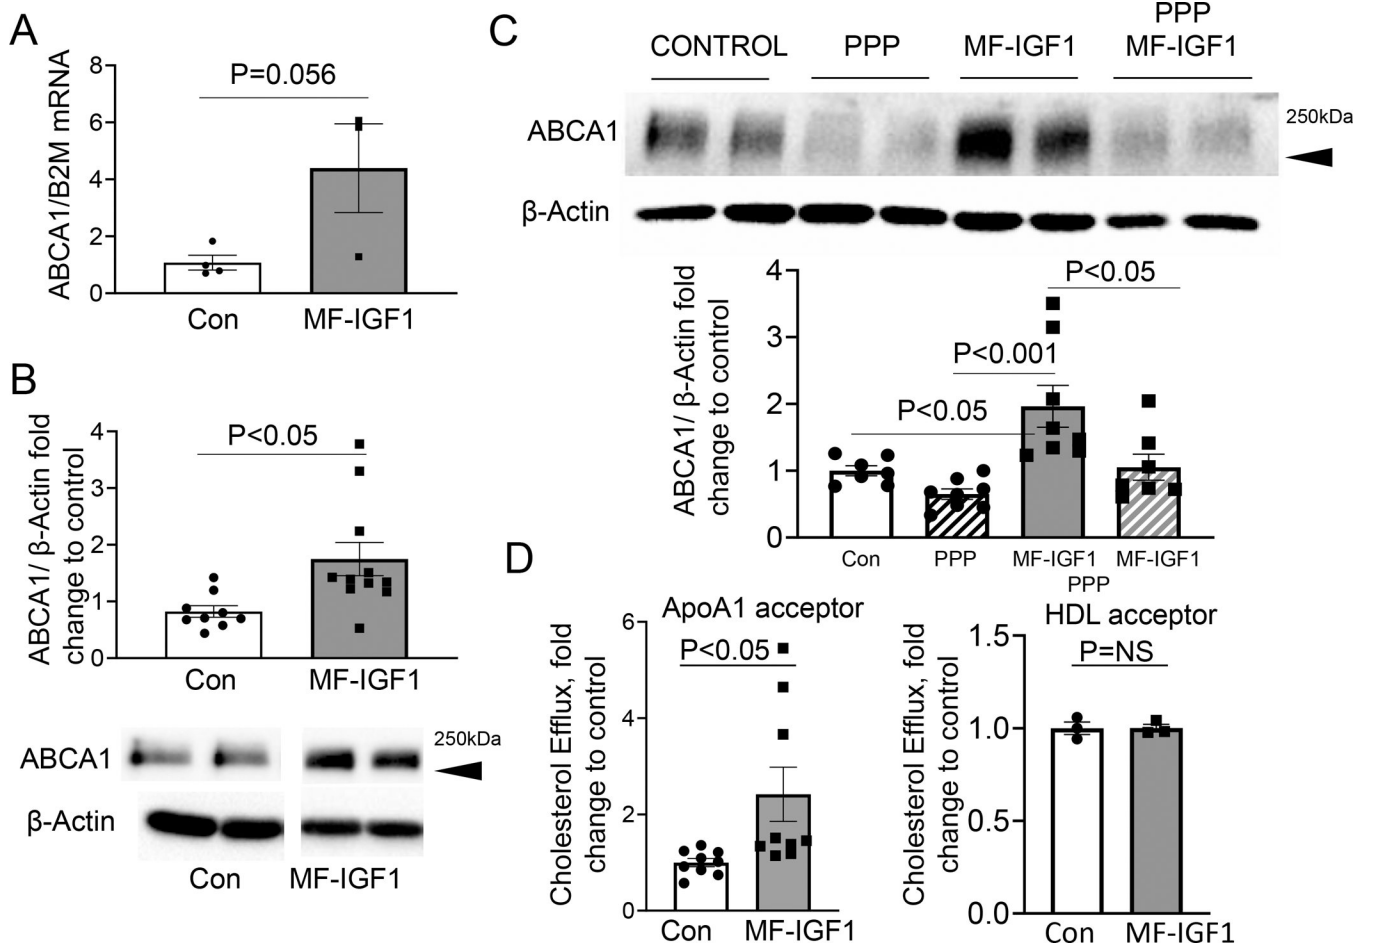 A
ABCA1/B2M mRNA
8
6
4
2
0
P=0.056
Con
MF-IGF1
B
ABCA1/ β-Actin fold
change to control
4
3
2
1
0
P<0.05
Con
MF-IGF1
ABCA1
250kDa
β-Actin
Con
MF-IGF1
C
CONTROL
PPP
MF-IGF1
PPP
MF-IGF1
ABCA1
250kDa
β-Actin
ABCA1/ β-Actin fold
change to control
4
3
2
1
0
P<0.05
P<0.001
P<0.05
Con
PPP
MF-IGF1
MF-IGF1
PPP
D
ApoA1 acceptor
Cholesterol Efflux, fold
change to control
6
4
2
0
P<0.05
Con
MF-IGF1
HDL acceptor
Cholesterol Efflux, fold
change to control
1.5
1.0
0.5
0.0
P=NS
Con
MF-IGF1